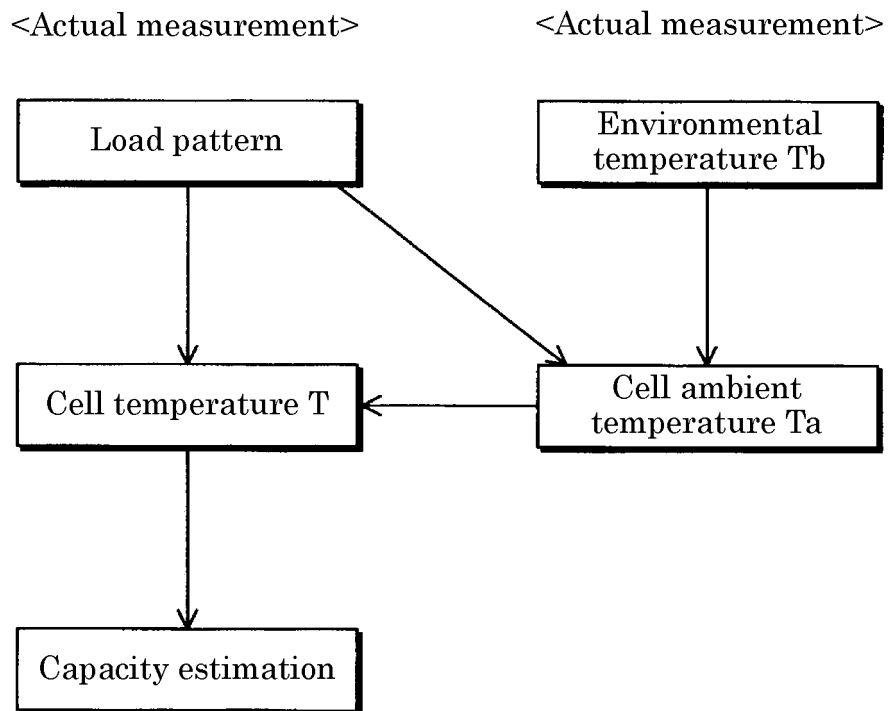 <Actual measurement>
<Actual measurement>
Load pattern
Environmental
temperature Tb
Cell temperature T
Cell ambient
temperature Ta
Capacity estimation